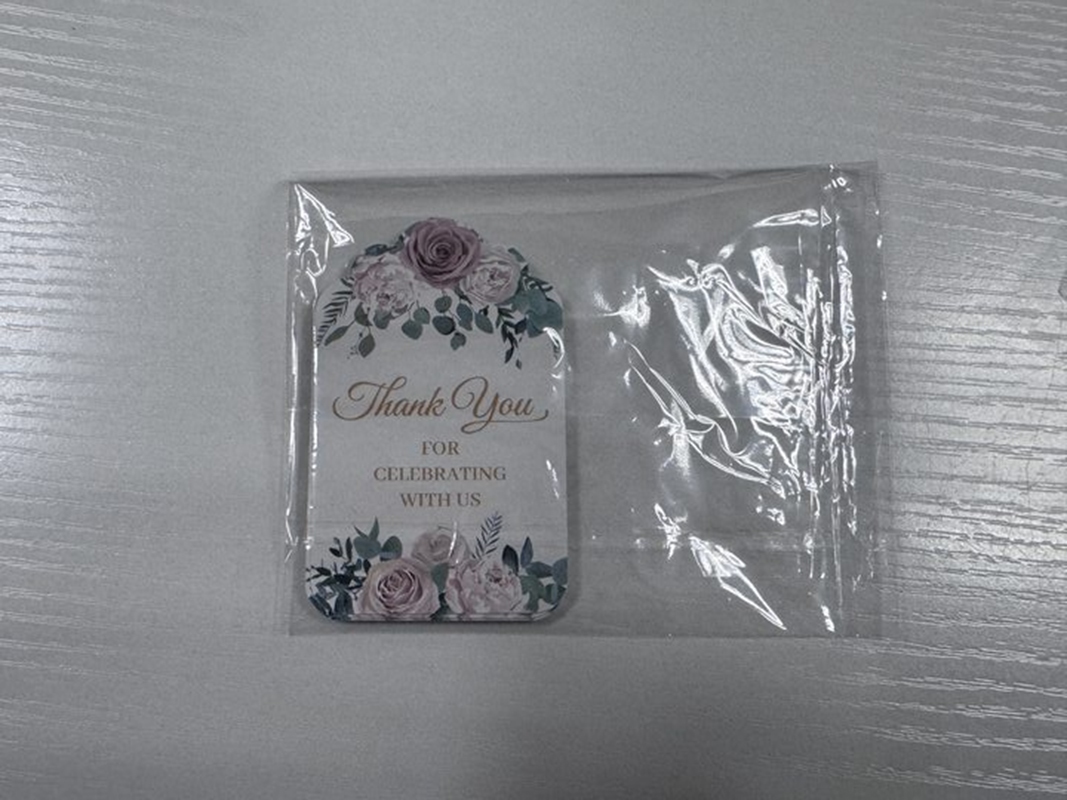 Thank You
FOR
CELEBRATING
WITH US